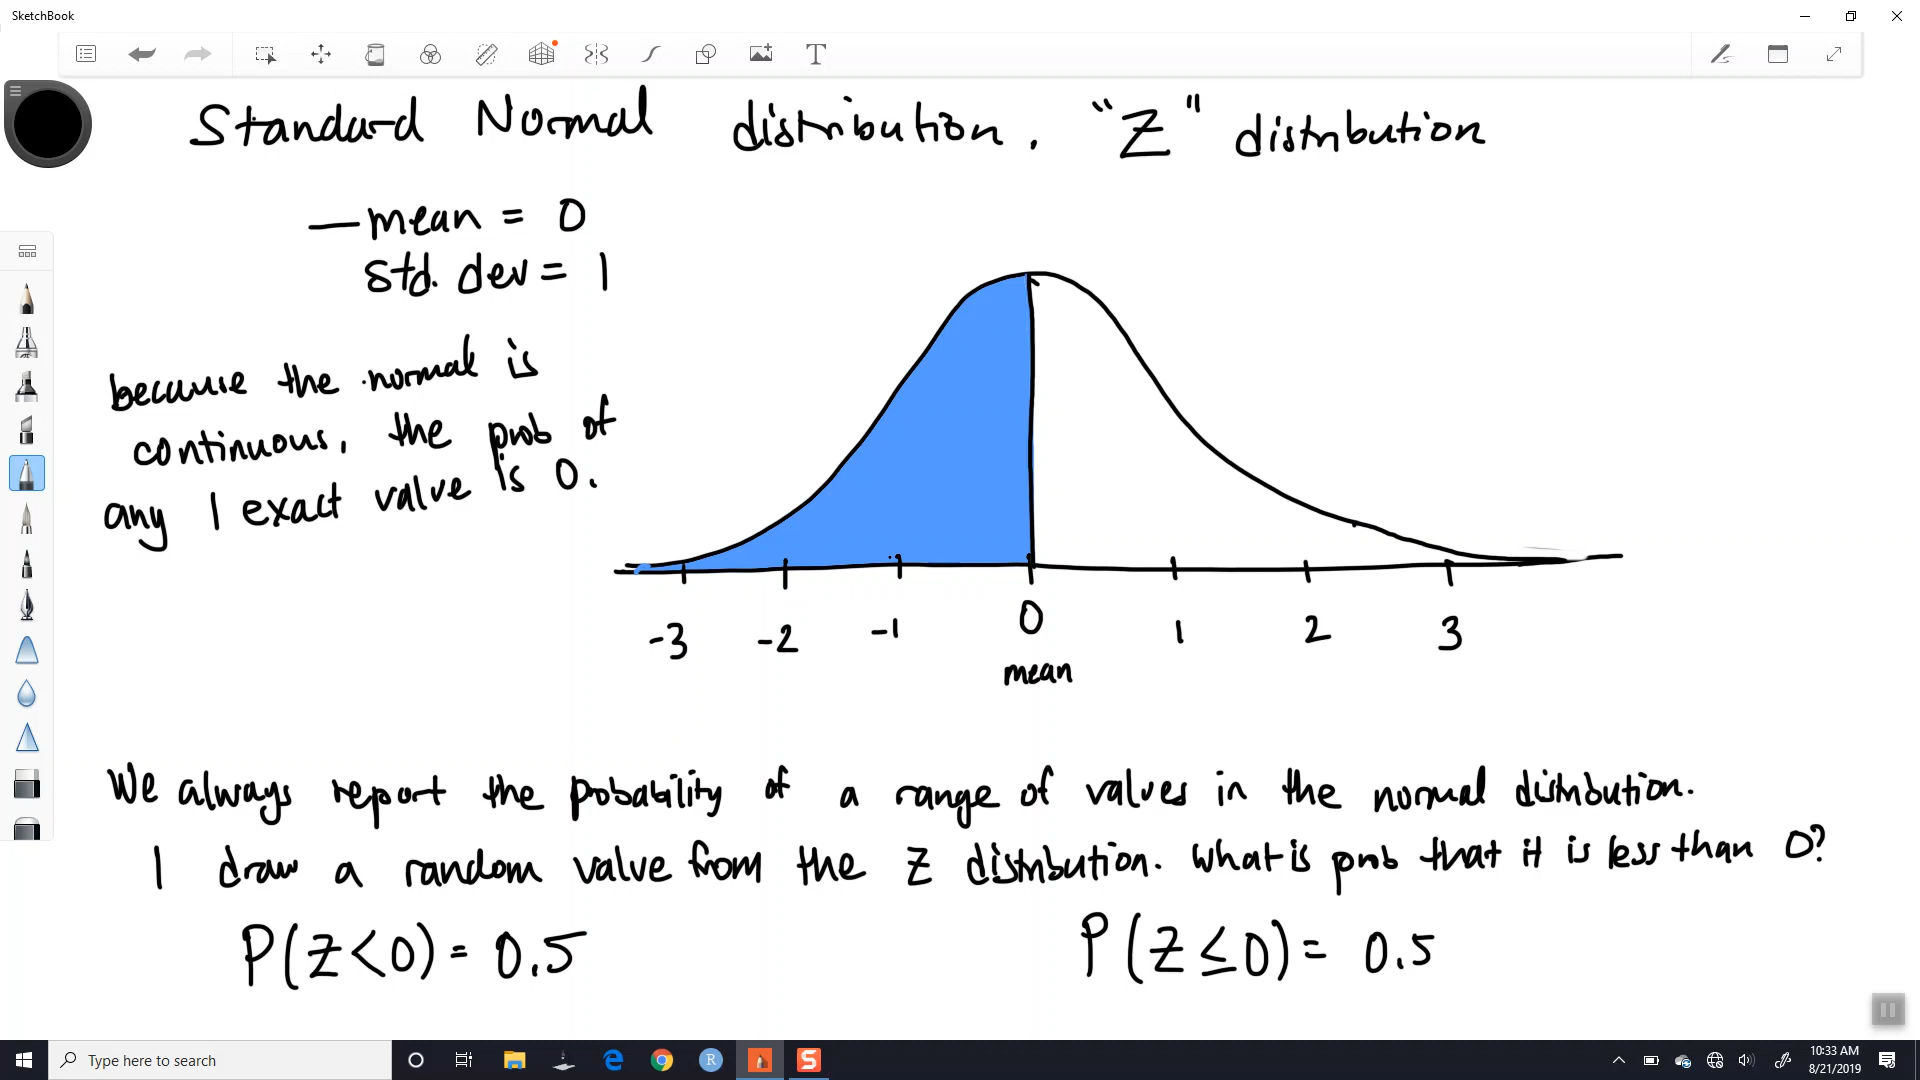 SketchBook
T
Standard Normal distribution. "Z" distribution
— mean = 0
std. dev = 1
because the normal is
continuous, the prob of
any 1 exact value is 0.
-3 -2 -1 0 1 2 3
mean
We always report the probability of a range of values in the normal distribution.
I draw a random value from the Z distribution. What is prob that it is less than 0?
P(Z<0) = 0.5 P(Z≤0) = 0.5
Type here to search
R
S
10:33 AM
8/21/2019